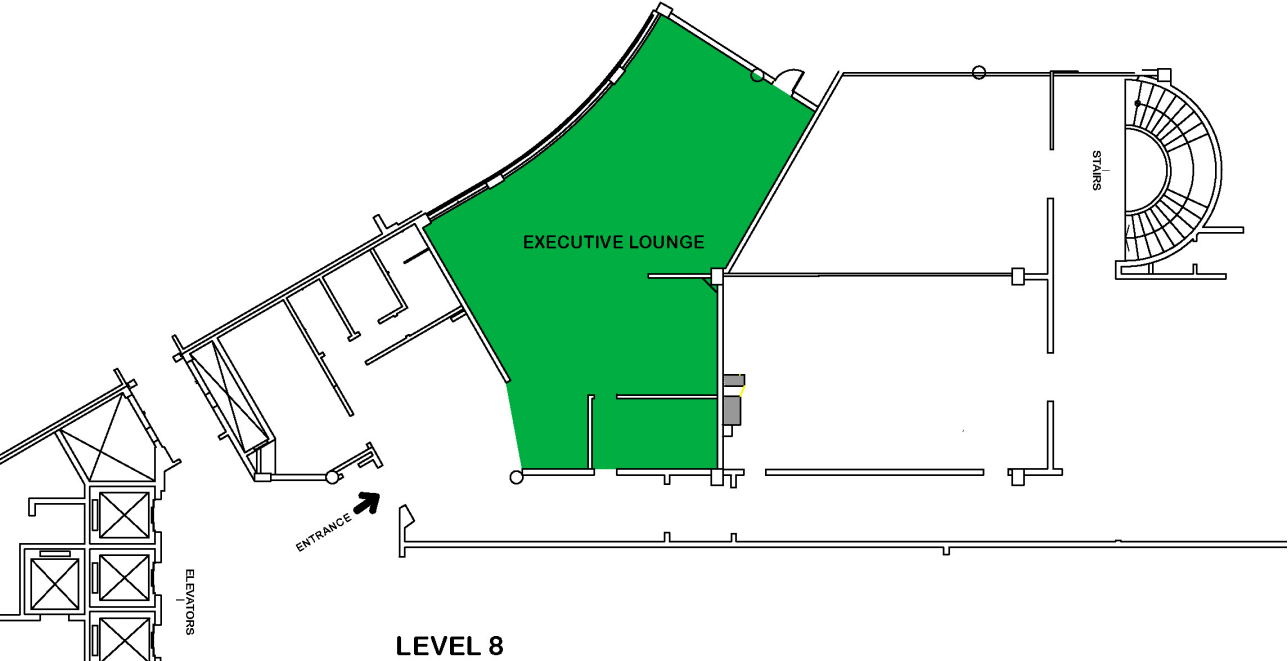 STAIRS
EXECUTIVE LOUNGE
ENTRANCE
ELEVATORS
LEVEL 8